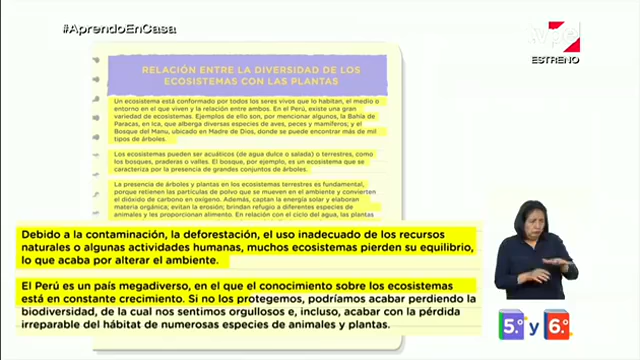 #AprendoEnCasa
ESTRENO
RELACIÓN ENTRE LA DIVERSIDAD DE LOS
ECOSISTEMAS CON LAS PLANTAS
Un ecosistema está conformado por todos los seres vivos que lo habitan, el medio o
entorno en el que viven y la relación entre ambos. En el Perú, existe una gran
variedad de ecosistemas. Ejemplos de ello son, por mencionar algunos, la Bahía de
Paracas, en Ica, que alberga diversas especies de aves, peces y mamíferos; y el
Bosque del Manu, ubicado en Madre de Dios, donde se puede encontrar más de mil
tipos de árboles.
Los ecosistemas pueden ser acuáticos (de agua dulce o salada) o terrestres, como
los bosques, praderas o valles. El bosque, por ejemplo, es un ecosistema que se
caracteriza por la presencia de grandes conjuntos de árboles.
La presencia de árboles y plantas en los ecosistemas terrestres es fundamental,
porque retienen las partículas de polvo que se mueven en el ambiente y convierten
el dióxido de carbono en oxígeno. Además, captan la energía solar y elaboran
materia orgánica; evitan la erosión; brindan refugio a diferentes especies de
animales y les proporcionan alimento. En relación con el ciclo del agua, las plantas
Debido a la contaminación, la deforestación, el uso inadecuado de los recursos
naturales o algunas actividades humanas, muchos ecosistemas pierden su equilibrio,
lo que acaba por alterar el ambiente.
El Perú es un país megadiverso, en el que el conocimiento sobre los ecosistemas
está en constante crecimiento. Si no los protegemos, podríamos acabar perdiendo la
biodiversidad, de la cual nos sentimos orgullosos e, incluso, acabar con la pérdida
irreparable del hábitat de numerosas especies de animales y plantas.
5.° y 6.°